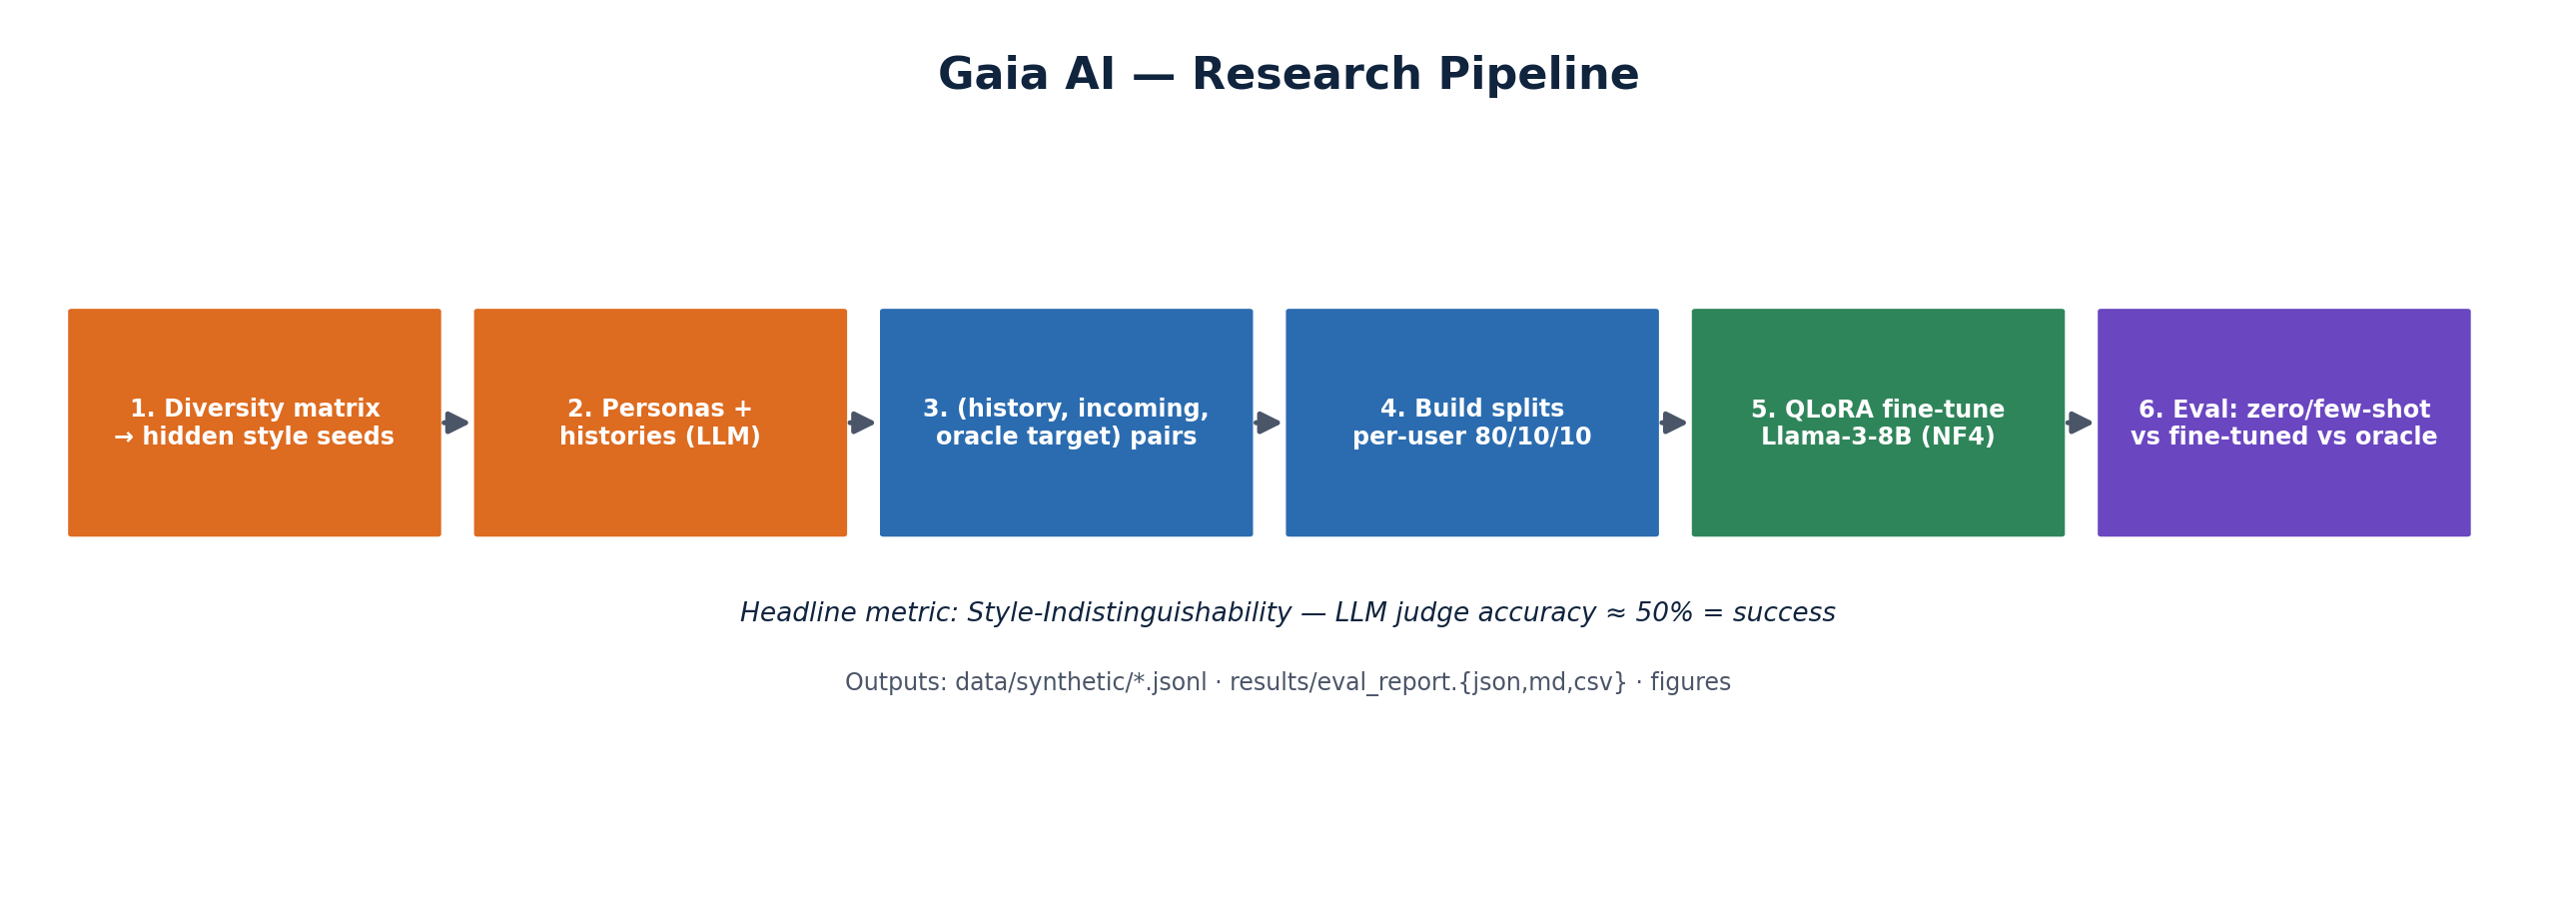 Gaia AI — Research Pipeline
1. Diversity matrix
→ hidden style seeds
2. Personas +
histories (LLM)
3. (history, incoming,
oracle target) pairs
4. Build splits
per-user 80/10/10
5. QLoRA fine-tune
Llama-3-8B (NF4)
6. Eval: zero/few-shot
vs fine-tuned vs oracle
Headline metric: Style-Indistinguishability — LLM judge accuracy ≈ 50% = success
Outputs: data/synthetic/*.jsonl · results/eval_report.{json,md,csv} · figures